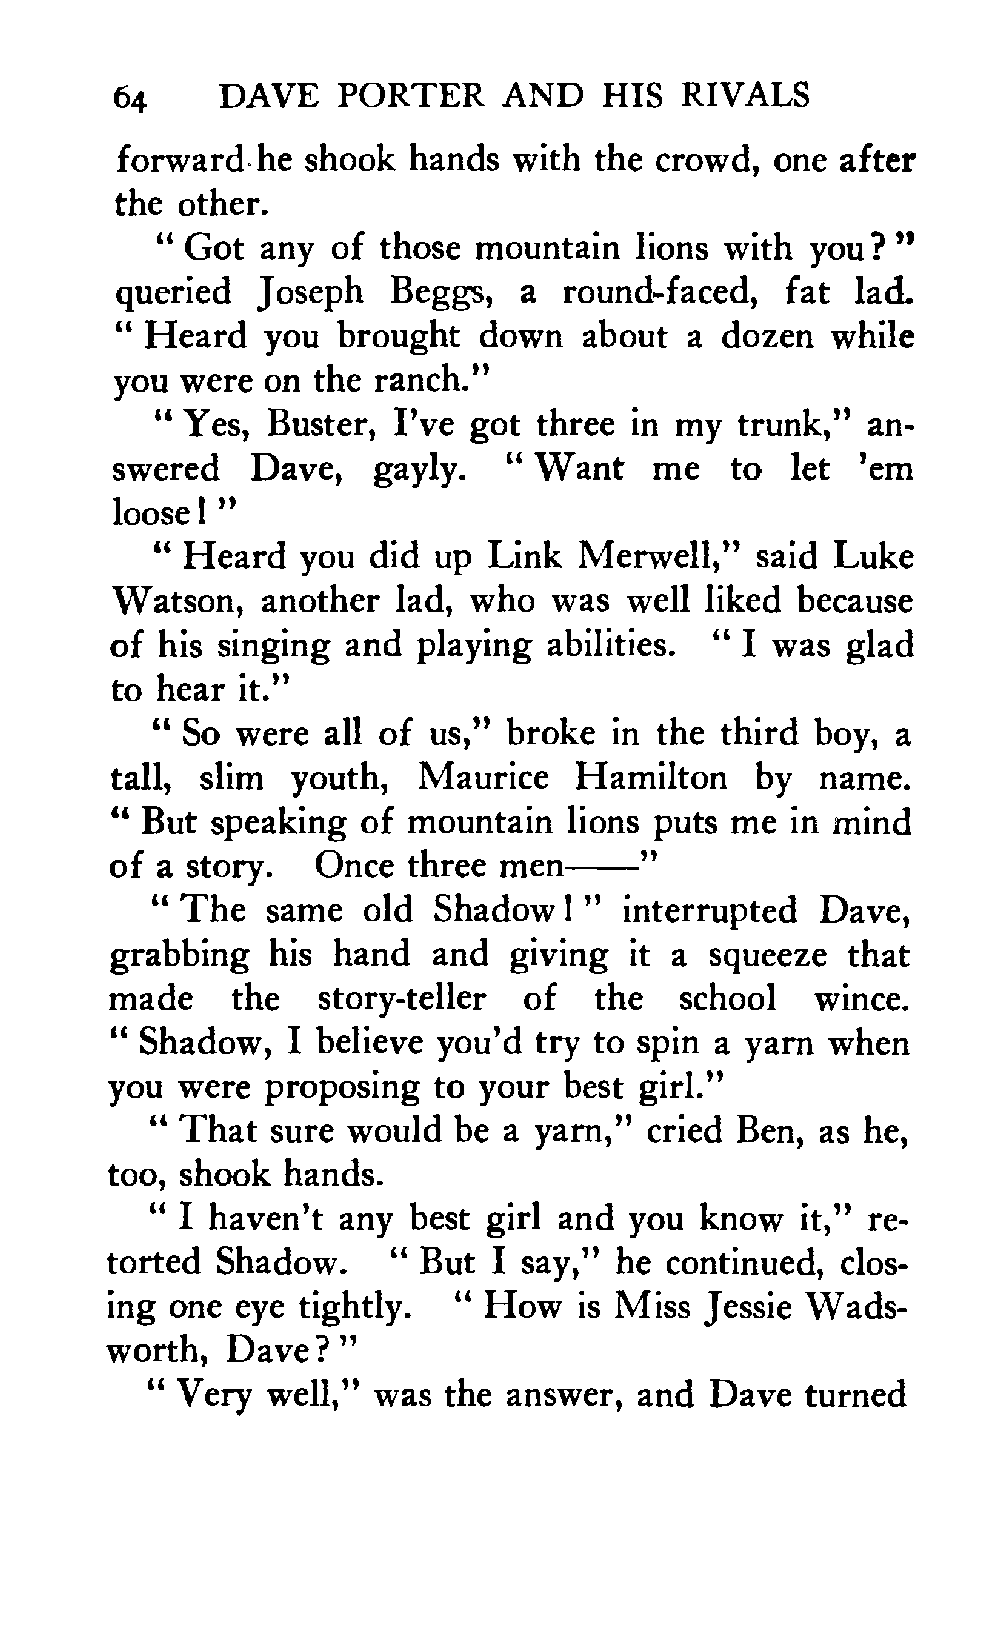 64 DAVE PORTER AND HIS RIVALS
forward he shook hands with the crowd, one after
the other.
" Got any of those mountain lions with you? "
queried Joseph Beggs, a round-faced, fat lad.
" Heard you brought down about a dozen while
you were on the ranch."
" Yes, Buster, I've got three in my trunk," an-
swered Dave, gayly. " Want me to let 'em
loose! "
" Heard you did up Link Merwell," said Luke
Watson, another lad, who was well liked because
of his singing and playing abilities. " I was glad
to hear it."
" So were all of us," broke in the third boy, a
tall, slim youth, Maurice Hamilton by name.
" But speaking of mountain lions puts me in mind
of a story. Once three men——"
" The same old Shadow! " interrupted Dave,
grabbing his hand and giving it a squeeze that
made the story-teller of the school wince.
" Shadow, I believe you'd try to spin a yarn when
you were proposing to your best girl."
" That sure would be a yarn," cried Ben, as he,
too, shook hands.
" I haven't any best girl and you know it," re-
torted Shadow. " But I say," he continued, clos-
ing one eye tightly. " How is Miss Jessie Wads-
worth, Dave? "
" Very well," was the answer, and Dave turned